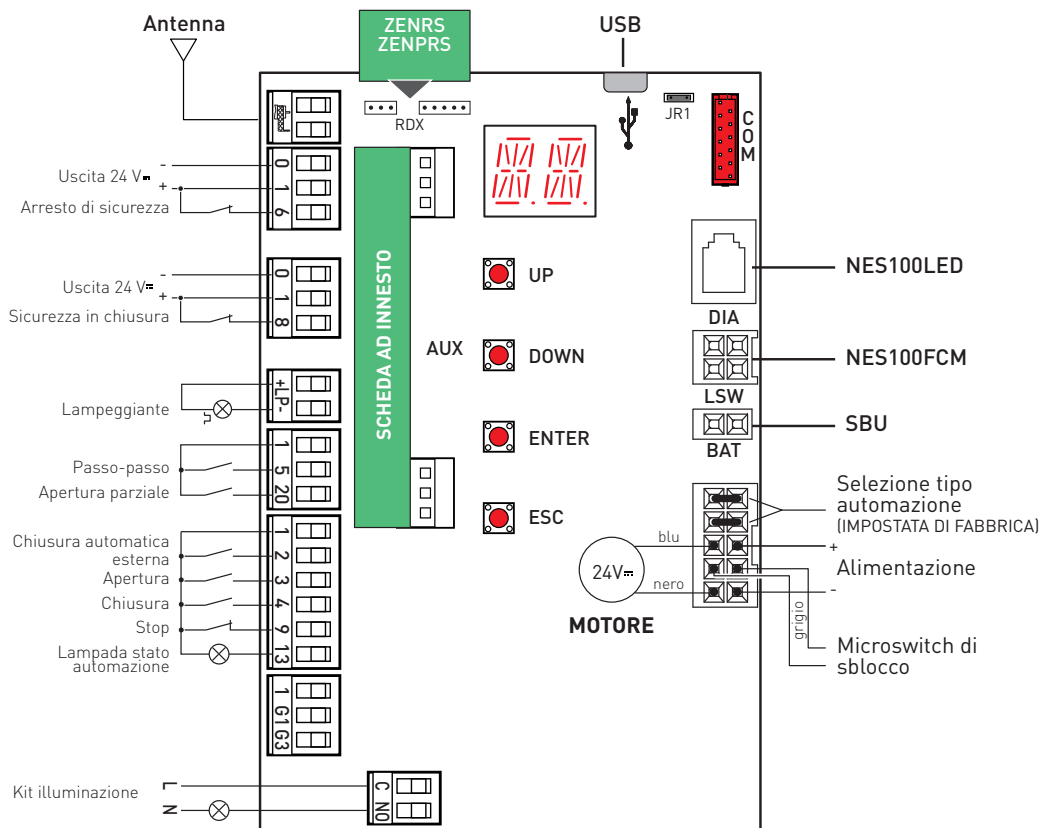 Antenna
ZENRS
ZENPRS
USB
RDX
JR1
COM
Uscita 24 V
-
+
Arresto di sicurezza
0
1
6
Uscita 24 V
-
+
Sicurezza in chiusura
0
1
8
SCHEDA AD INNESTO
AUX
UP
DOWN
ENTER
ESC
NES100LED
DIA
NES100FCM
LSW
SBU
BAT
Lampeggiante
+LP-
Passo-passo
Apertura parziale
1
5
20
Chiusura automatica
esterna
Apertura
Chiusura
Stop
Lampada stato
automazione
1
2
3
4
9
13
1
G1
G3
Selezione tipo
automazione
(IMPOSTATA DI FABBRICA)
blu
24V
nero
MOTORE
+
Alimentazione
-
grigio
Microswitch di
sblocco
Kit illuminazione
L
N
C
NO